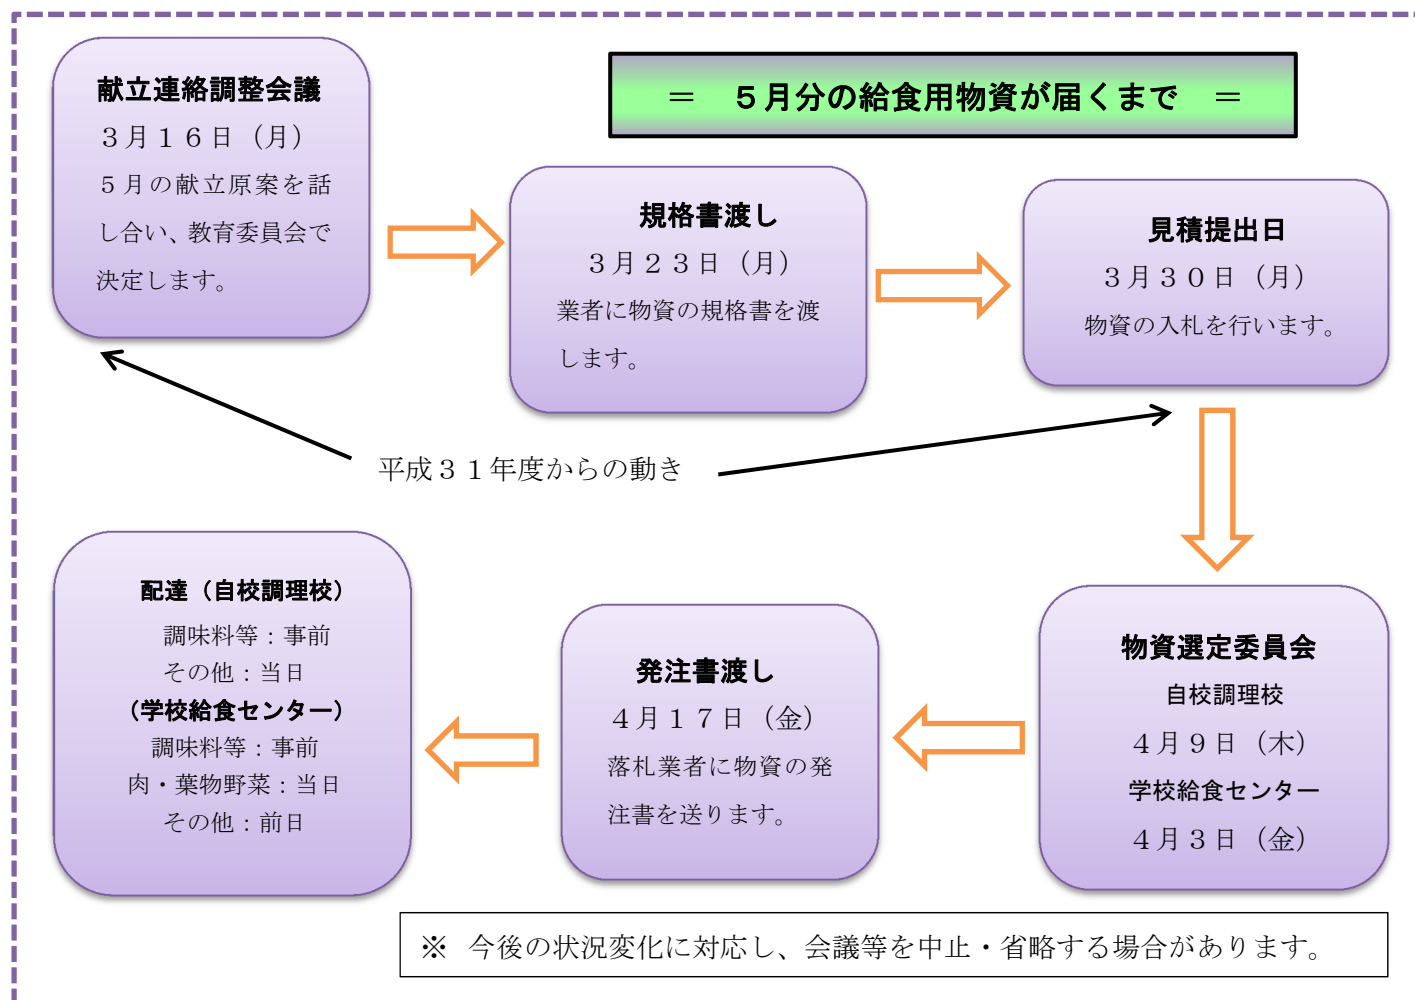 ＝　５月分の給食用物資が届くまで　＝
献立連絡調整会議
３月１６日（月）
５月の献立原案を話
し合い、教育委員会で
決定します。
規格書渡し
３月２３日（月）
業者に物資の規格書を渡
します。
見積提出日
３月３０日（月）
物資の入札を行います。
平成３１年度からの動き
物資選定委員会
自校調理校
４月９日（木）
学校給食センター
４月３日（金）
発注書渡し
４月１７日（金）
落札業者に物資の発
注書を送ります。
配達（自校調理校）
調味料等：事前
その他：当日
（学校給食センター）
調味料等：事前
肉・葉物野菜：当日
その他：前日
※　今後の状況変化に対応し、会議等を中止・省略する場合があります。